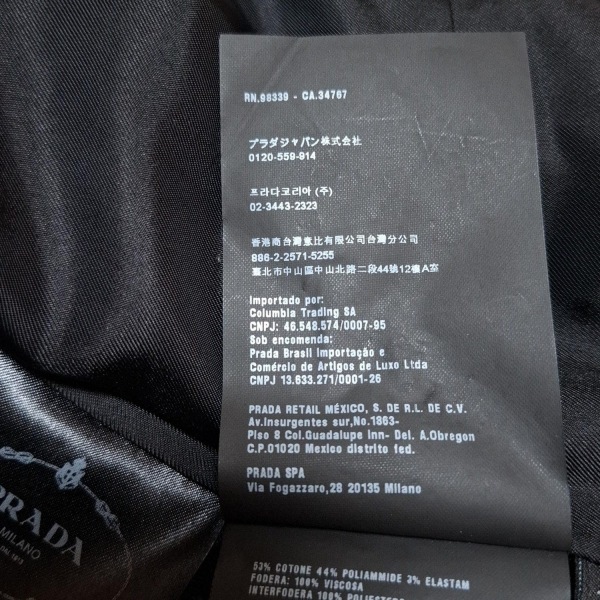 RN.98339 - CA.34767
プラダジャパン株式会社
0120-559-914
프라다코리아 (주)
02-3443-2323
香港商台灣惠比有限公司台灣分公司
886-2-2571-5255
臺北市中山區中山北路二段44號12樓A室
Importado por:
Columbia Trading SA
CNPJ: 46.548.574/0007-95
Sob encomenda:
Prada Brasil Importação e
Comércio de Artigos de Luxo Ltda
CNPJ 13.633.271/0001-26
PRADA RETAIL MÉXICO, S. DE R.L. DE C.V.
Av.Insurgentes sur,No.1863-
Piso 8 Col.Guadalupe Inn- Del. A.Obregon
C.P.01020 Mexico distrito fed.
PRADA SPA
Via Fogazzaro,28 20135 Milano
PRADA
MILANO
53% COTONE 44% POLIAMMIDE 3% ELASTAM
FODERA: 100% VISCOSA
INTERFODERA 100%